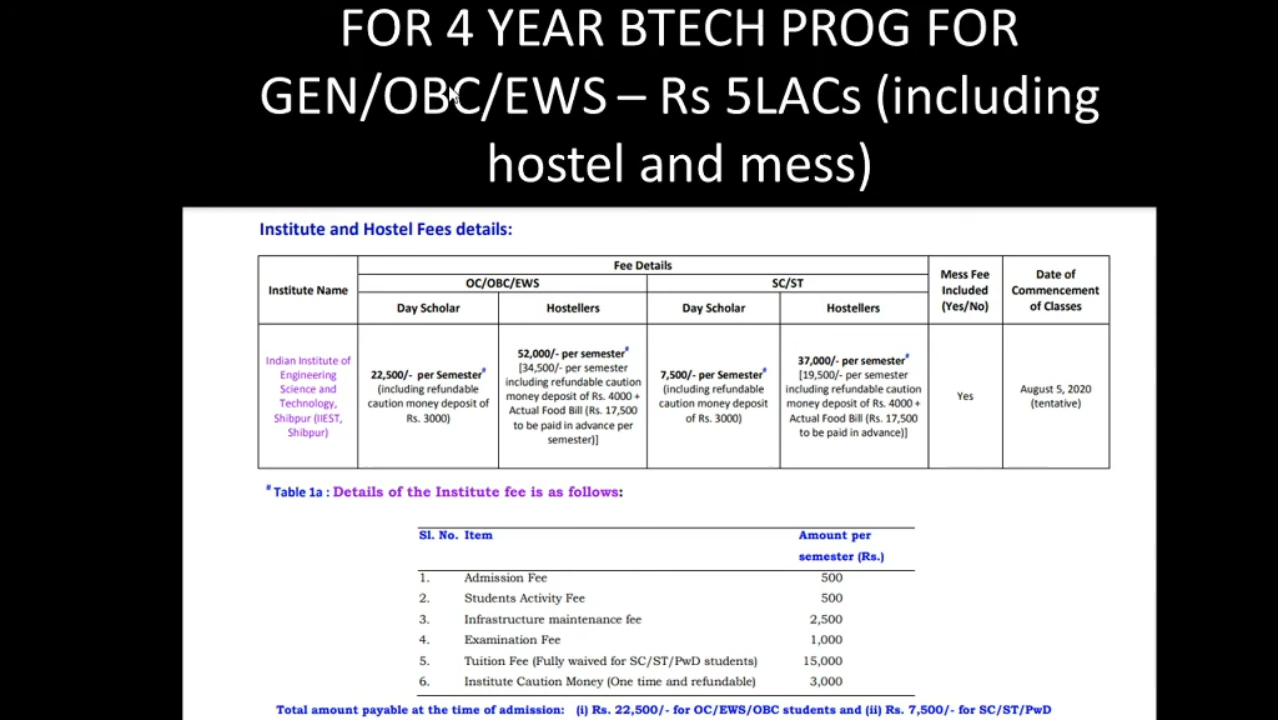 FOR 4 YEAR BTECH PROG FOR
GEN/OBC/EWS – Rs 5LACs (including
hostel and mess)
Institute and Hostel Fees details:
Institute Name
Fee Details
Mess Fee
Included
(Yes/No)
Date of
Commencement
of Classes
OC/OBC/EWS
SC/ST
Day Scholar
Hostellers
Day Scholar
Hostellers
Indian Institute of
Engineering
Science and
Technology,
Shibpur (IIEST,
Shibpur)
22,500/- per Semester#
(including refundable
caution money deposit of
Rs. 3000)
52,000/- per semester#
[34,500/- per semester
including refundable caution
money deposit of Rs. 4000 +
Actual Food Bill (Rs. 17,500
to be paid in advance per
semester)]
7,500/- per Semester#
(including refundable
caution money deposit
of Rs. 3000)
37,000/- per semester#
[19,500/- per semester
including refundable caution
money deposit of Rs. 4000 +
Actual Food Bill (Rs. 17,500
to be paid in advance)]
Yes
August 5, 2020
(tentative)
# Table 1a : Details of the Institute fee is as follows:
Sl. No. Item Amount per
semester (Rs.)
1. Admission Fee 500
2. Students Activity Fee 500
3. Infrastructure maintenance fee 2,500
4. Examination Fee 1,000
5. Tuition Fee (Fully waived for SC/ST/PwD students) 15,000
6. Institute Caution Money (One time and refundable) 3,000
Total amount payable at the time of admission: (i) Rs. 22,500/- for OC/EWS/OBC students and (ii) Rs. 7,500/- for SC/ST/PwD